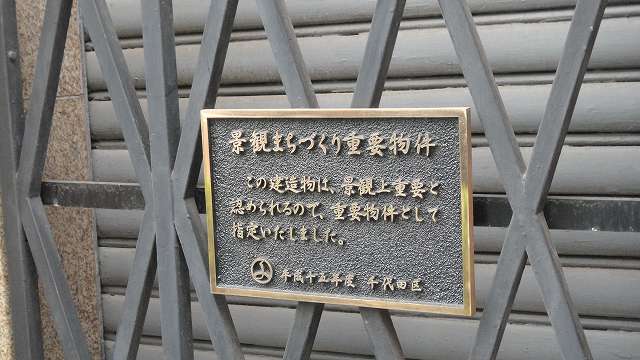 景観まちづくり重要物件
この建造物は、景観上重要と
認められるので、重要物件として
指定いたしました。
平成十五年度 千代田区